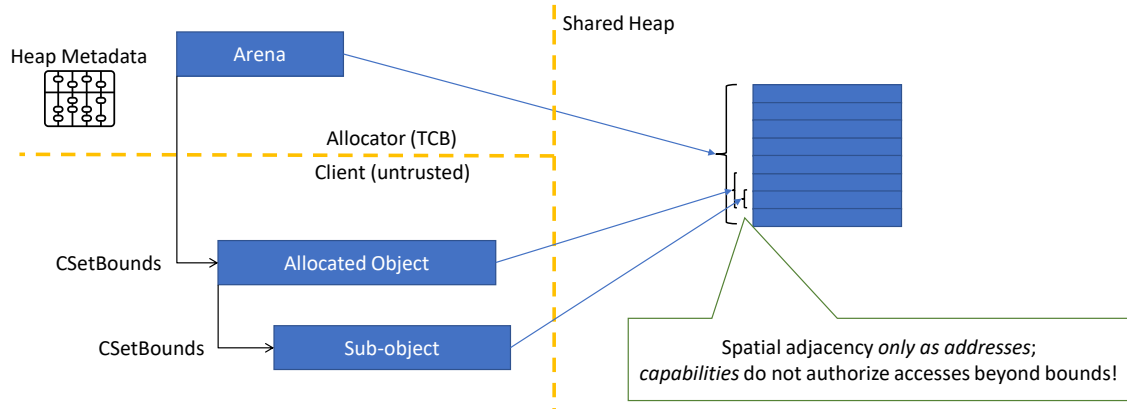 Shared Heap
Heap Metadata
Arena
Allocator (TCB)
Client (untrusted)
CSetBounds
Allocated Object
CSetBounds
Sub-object
Spatial adjacency only as addresses;
capabilities do not authorize accesses beyond bounds!